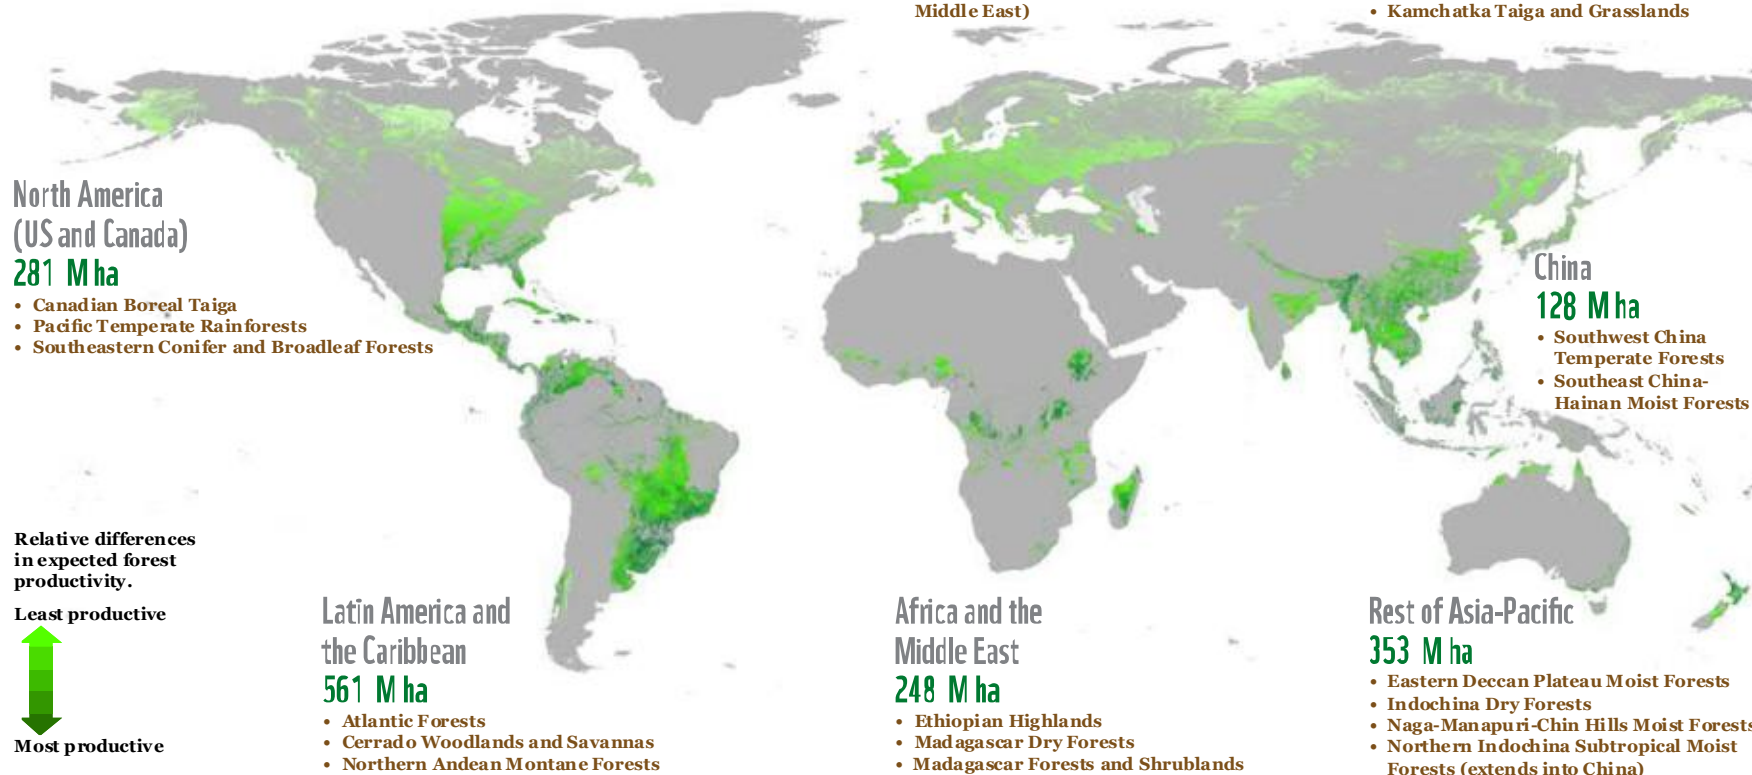 Middle East)
• Kamchatka Taiga and Grasslands
North America
(US and Canada)
281 Mha
• Canadian Boreal Taiga
• Pacific Temperate Rainforests
• Southeastern Conifer and Broadleaf Forests
China
128 Mha
• Southwest China
Temperate Forests
• Southeast China-
Hainan Moist Forests
Relative differences
in expected forest
productivity.
Least productive
Most productive
Latin America and
the Caribbean
561 Mha
• Atlantic Forests
• Cerrado Woodlands and Savannas
• Northern Andean Montane Forests
Africa and the
Middle East
248 Mha
• Ethiopian Highlands
• Madagascar Dry Forests
• Madagascar Forests and Shrublands
Rest of Asia-Pacific
353 Mha
• Eastern Deccan Plateau Moist Forests
• Indochina Dry Forests
• Naga-Manapuri-Chin Hills Moist Forests
• Northern Indochina Subtropical Moist
Forests (extends into China)